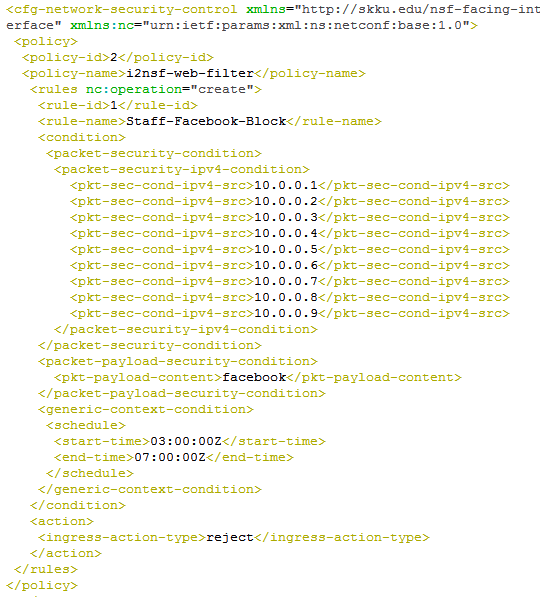 <cfg-network-security-control xmlns="http://skku.edu/nsf-facing-int
erface" xmlns:nc="urn:ietf:params:xml:ns:netconf:base:1.0">
<policy>
<policy-id>2</policy-id>
<policy-name>i2nsf-web-filter</policy-name>
<rules nc:operation="create">
<rule-id>1</rule-id>
<rule-name>Staff-Facebook-Block</rule-name>
<condition>
<packet-security-condition>
<packet-security-ipv4-condition>
<pkt-sec-cond-ipv4-src>10.0.0.1</pkt-sec-cond-ipv4-src>
<pkt-sec-cond-ipv4-src>10.0.0.2</pkt-sec-cond-ipv4-src>
<pkt-sec-cond-ipv4-src>10.0.0.3</pkt-sec-cond-ipv4-src>
<pkt-sec-cond-ipv4-src>10.0.0.4</pkt-sec-cond-ipv4-src>
<pkt-sec-cond-ipv4-src>10.0.0.5</pkt-sec-cond-ipv4-src>
<pkt-sec-cond-ipv4-src>10.0.0.6</pkt-sec-cond-ipv4-src>
<pkt-sec-cond-ipv4-src>10.0.0.7</pkt-sec-cond-ipv4-src>
<pkt-sec-cond-ipv4-src>10.0.0.8</pkt-sec-cond-ipv4-src>
<pkt-sec-cond-ipv4-src>10.0.0.9</pkt-sec-cond-ipv4-src>
</packet-security-ipv4-condition>
</packet-security-condition>
<packet-payload-security-condition>
<pkt-payload-content>facebook</pkt-payload-content>
</packet-payload-security-condition>
<generic-context-condition>
<schedule>
<start-time>03:00:00Z</start-time>
<end-time>07:00:00Z</end-time>
</schedule>
</generic-context-condition>
</condition>
<action>
<ingress-action-type>reject</ingress-action-type>
</action>
</rules>
</policy>